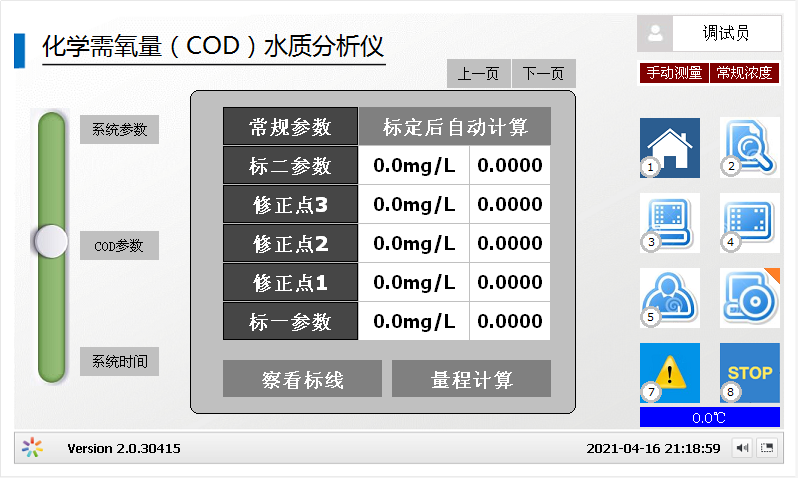 化学需氧量（COD）水质分析仪
调试员
上一页 下一页
手动测量 常规浓度
系统参数
COD参数
系统时间
常规参数 标定后自动计算
标二参数 0.0mg/L 0.0000
修正点3 0.0mg/L 0.0000
修正点2 0.0mg/L 0.0000
修正点1 0.0mg/L 0.0000
标一参数 0.0mg/L 0.0000
察看标线 量程计算
1 2
3 4
5
7 STOP 8
0.0℃
Version 2.0.30415 2021-04-16 21:18:59